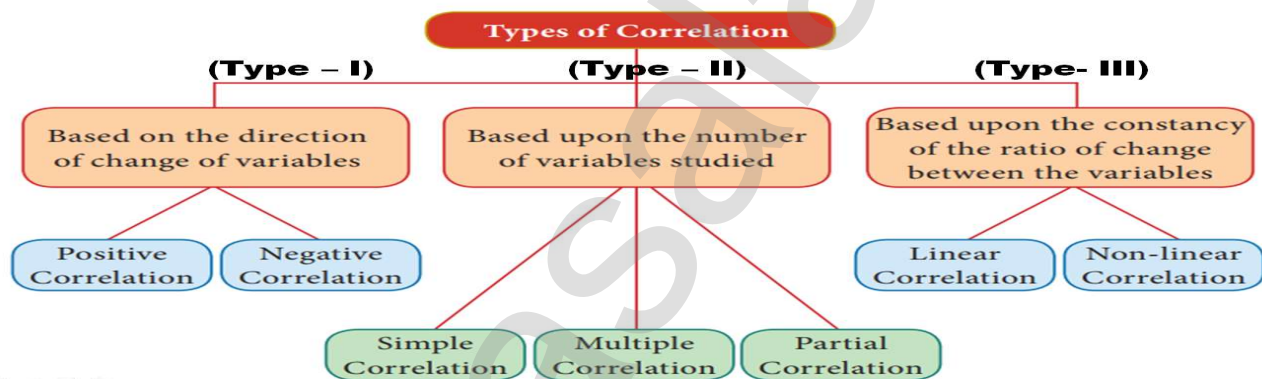 Types of Correlation
(Type – I)
(Type – II)
(Type- III)
Based on the direction
of change of variables
Based upon the number
of variables studied
Based upon the constancy
of the ratio of change
between the variables
Positive
Correlation
Negative
Correlation
Linear
Correlation
Non-linear
Correlation
Simple
Correlation
Multiple
Correlation
Partial
Correlation